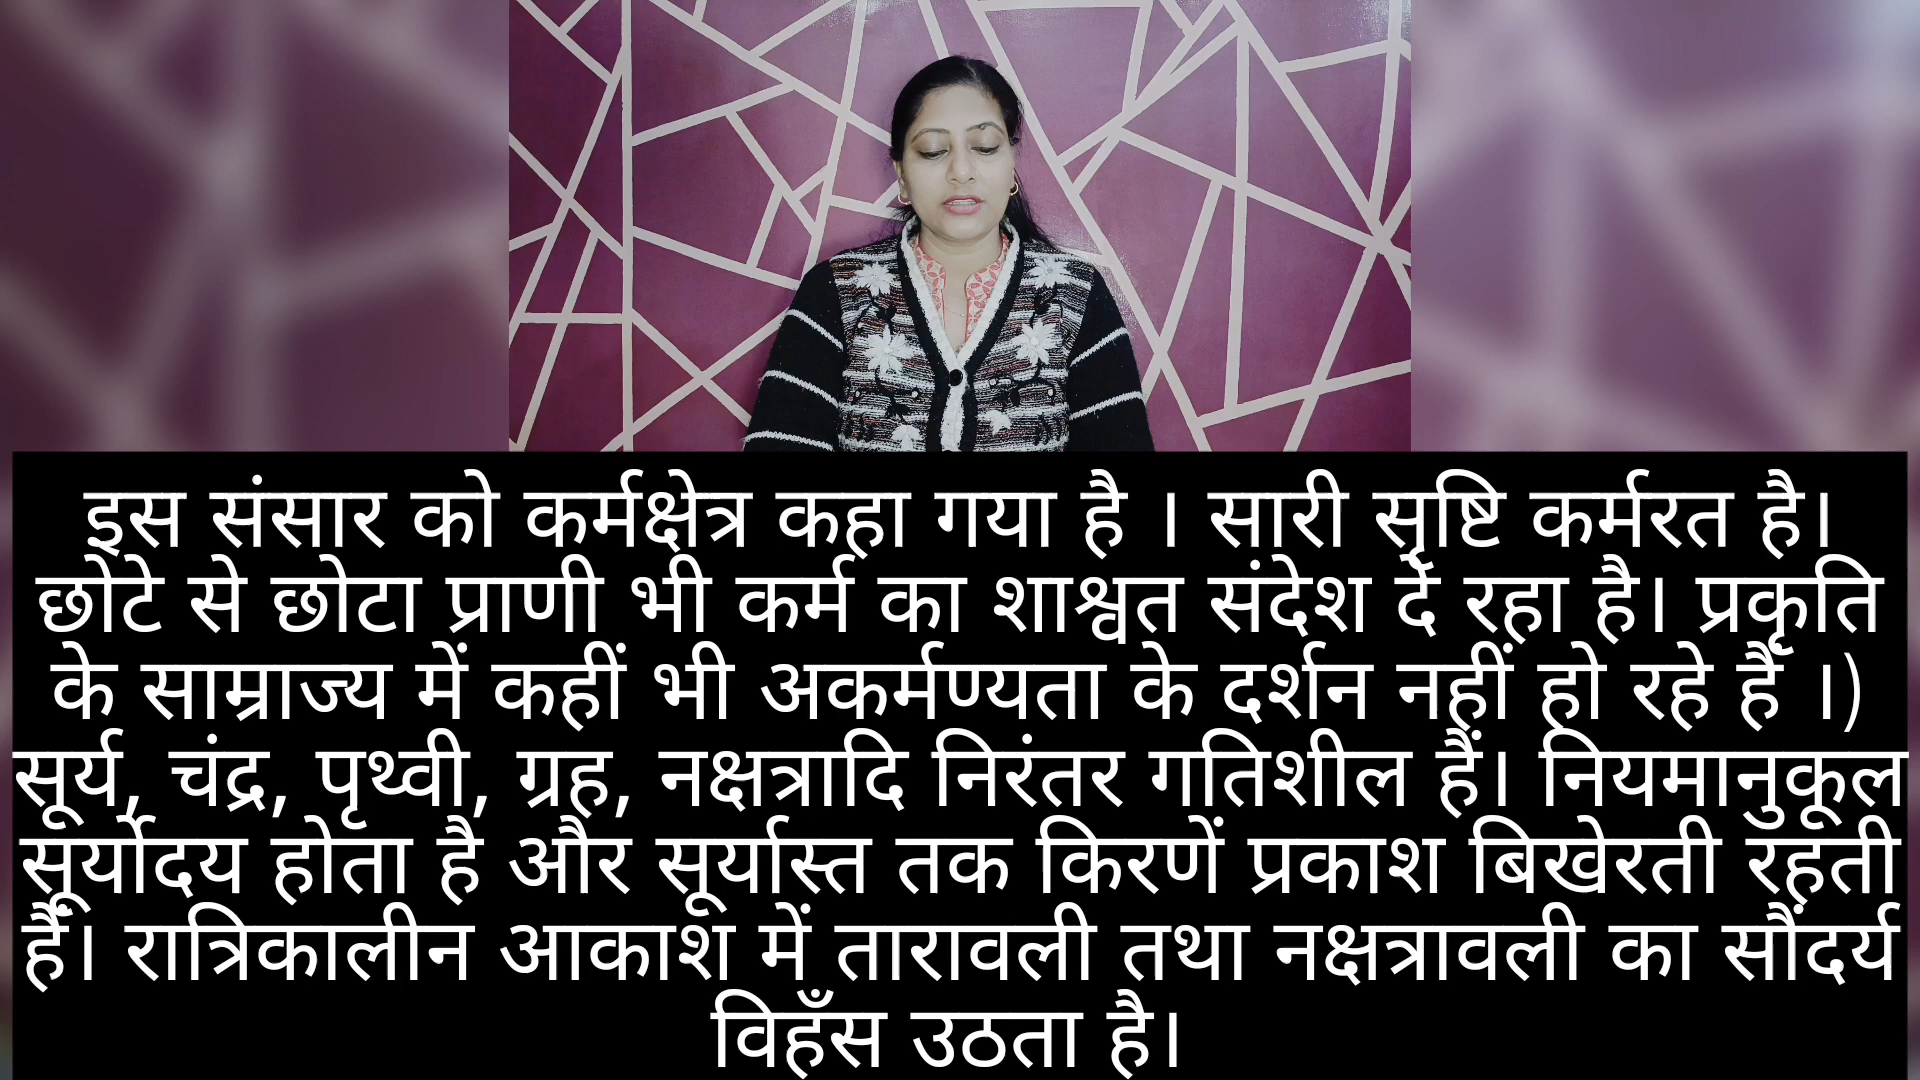 इस संसार को कर्मक्षेत्र कहा गया है । सारी सृष्टि कर्मरत है।
छोटे से छोटा प्राणी भी कर्म का शाश्वत संदेश दे रहा है। प्रकृति
के साम्राज्य में कहीं भी अकर्मण्यता के दर्शन नहीं हो रहे हैं ।)
सूर्य, चंद्र, पृथ्वी, ग्रह, नक्षत्रादि निरंतर गतिशील हैं। नियमानुकूल
सूर्योदय होता है और सूर्यास्त तक किरणें प्रकाश बिखेरती रहती
हैं। रात्रिकालीन आकाश में तारावली तथा नक्षत्रावली का सौंदर्य
विहँस उठता है।